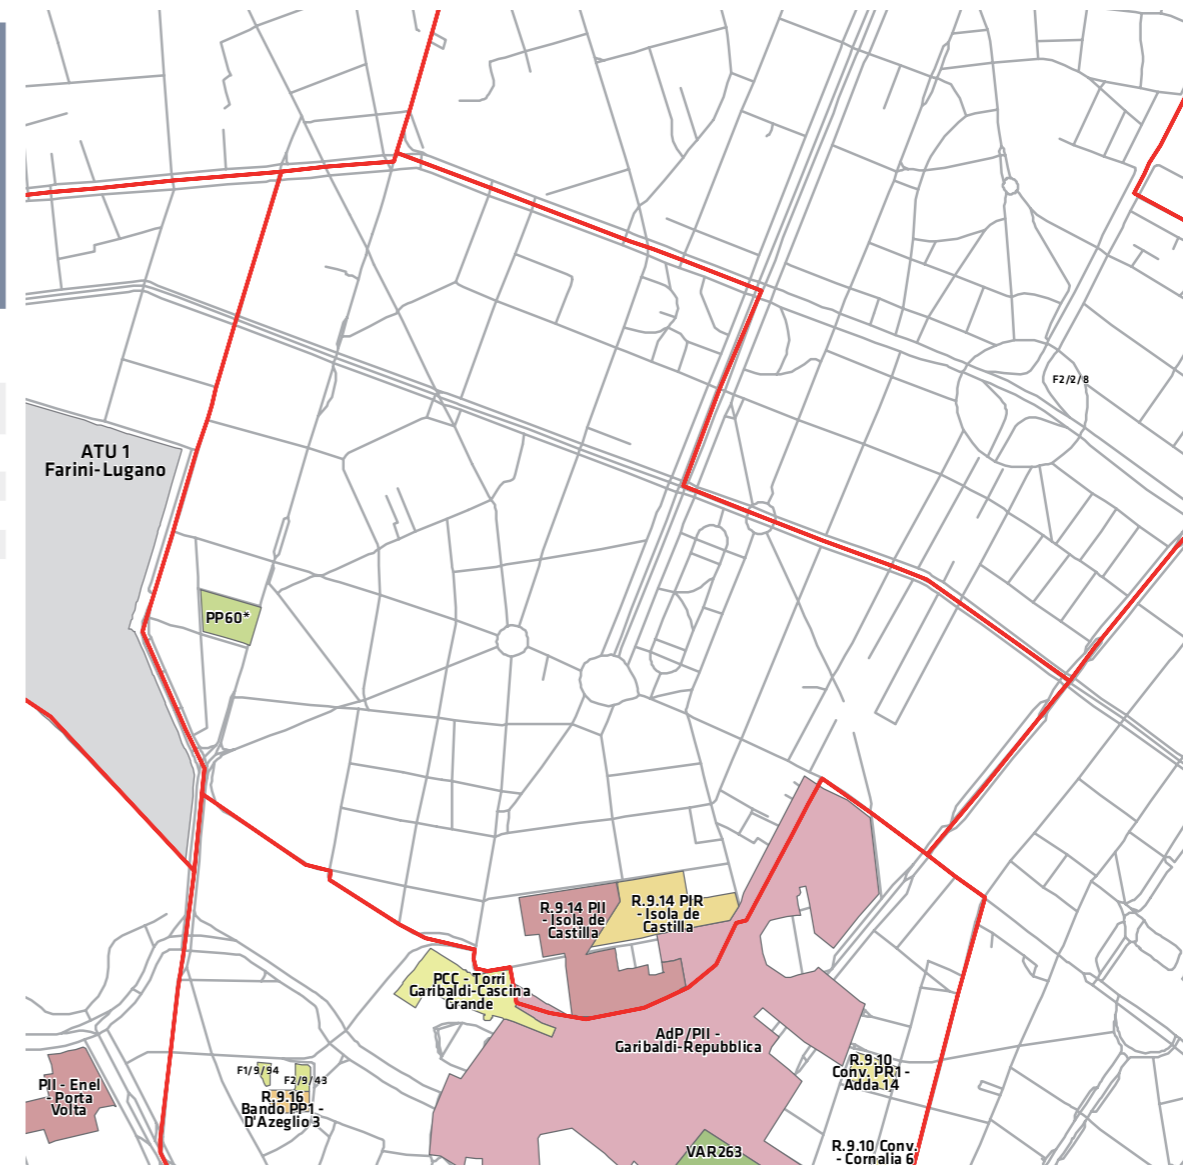 F2/2/8
ATU 1
Farini-Lugano
PP60*
R.9.14 PII
- Isola de
Castilla
R.9.14 PIR
- Isola de
Castilla
PCC - Torri
Garibaldi-Cascina
Grande
AdP/PII -
Garibaldi-Repubblica
R.9.10
Conv. PR1 -
Adda 14
F1/9/94
F2/9/43
R.9.16
Bando PP1 -
D'Azeglio 3
PII - Enel
- Porta
Volta
VAR263
R.9.10 Conv.
- Cornalia 6